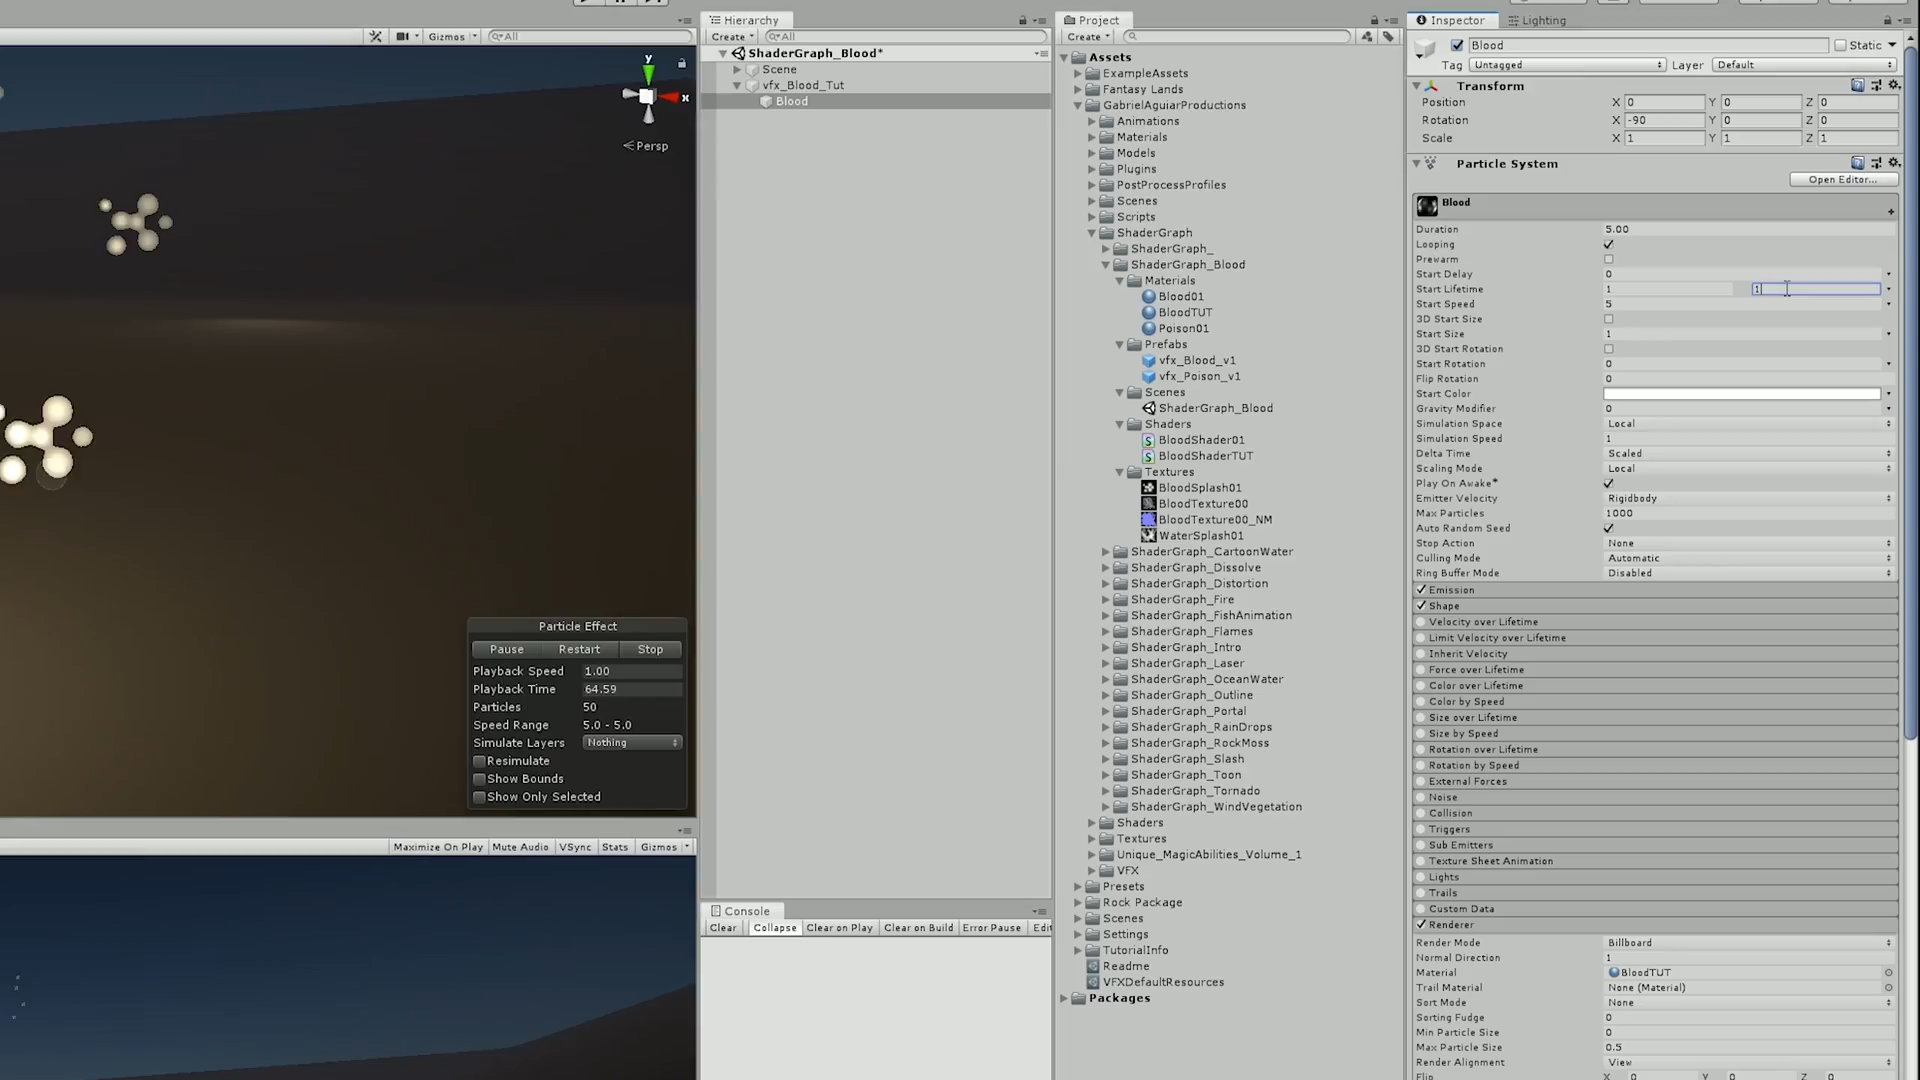 Gizmos
All
y
x
Persp
Particle Effect
Pause Restart Stop
Playback Speed 1.00
Playback Time 64.59
Particles 50
Speed Range 5.0 - 5.0
Simulate Layers Nothing
Resimulate
Show Bounds
Show Only Selected
Maximize On Play Mute Audio VSync Stats Gizmos
Hierarchy
Create All
ShaderGraph_Blood*
Scene
vfx_Blood_Tut
Blood
Console
Clear Collapse Clear on Play Clear on Build Error Pause Edit
Project
Create
Assets
ExampleAssets
Fantasy Lands
GabrielAguiarProductions
Animations
Materials
Models
Plugins
PostProcessProfiles
Scenes
Scripts
ShaderGraph
ShaderGraph_
ShaderGraph_Blood
Materials
Blood01
BloodTUT
Poison01
Prefabs
vfx_Blood_v1
vfx_Poison_v1
Scenes
ShaderGraph_Blood
Shaders
BloodShader01
BloodShaderTUT
Textures
BloodSplash01
BloodTexture00
BloodTexture00_NM
WaterSplash01
ShaderGraph_CartoonWater
ShaderGraph_Dissolve
ShaderGraph_Distortion
ShaderGraph_Fire
ShaderGraph_FishAnimation
ShaderGraph_Flames
ShaderGraph_Intro
ShaderGraph_Laser
ShaderGraph_OceanWater
ShaderGraph_Outline
ShaderGraph_Portal
ShaderGraph_RainDrops
ShaderGraph_RockMoss
ShaderGraph_Slash
ShaderGraph_Toon
ShaderGraph_Tornado
ShaderGraph_WindVegetation
Shaders
Textures
Unique_MagicAbilities_Volume_1
VFX
Presets
Rock Package
Scenes
Settings
TutorialInfo
Readme
VFXDefaultResources
Packages
Inspector Lighting
Blood Static
Tag Untagged Layer Default
Transform
Position X 0 Y 0 Z 0
Rotation X -90 Y 0 Z 0
Scale X 1 Y 1 Z 1
Particle System
Open Editor...
Blood
Duration 5.00
Looping
Prewarm
Start Delay 0
Start Lifetime 1 1
Start Speed 5
3D Start Size
Start Size 1
3D Start Rotation
Start Rotation 0
Flip Rotation 0
Start Color
Gravity Modifier 0
Simulation Space Local
Simulation Speed 1
Delta Time Scaled
Scaling Mode Local
Play On Awake*
Emitter Velocity Rigidbody
Max Particles 1000
Auto Random Seed
Stop Action None
Culling Mode Automatic
Ring Buffer Mode Disabled
Emission
Shape
Velocity over Lifetime
Limit Velocity over Lifetime
Inherit Velocity
Force over Lifetime
Color over Lifetime
Color by Speed
Size over Lifetime
Size by Speed
Rotation over Lifetime
Rotation by Speed
External Forces
Noise
Collision
Triggers
Sub Emitters
Texture Sheet Animation
Lights
Trails
Custom Data
Renderer
Render Mode Billboard
Normal Direction 1
Material BloodTUT
Trail Material None (Material)
Sort Mode None
Sorting Fudge 0
Min Particle Size 0
Max Particle Size 0.5
Render Alignment View
Flip X 0 Y 0 Z 0